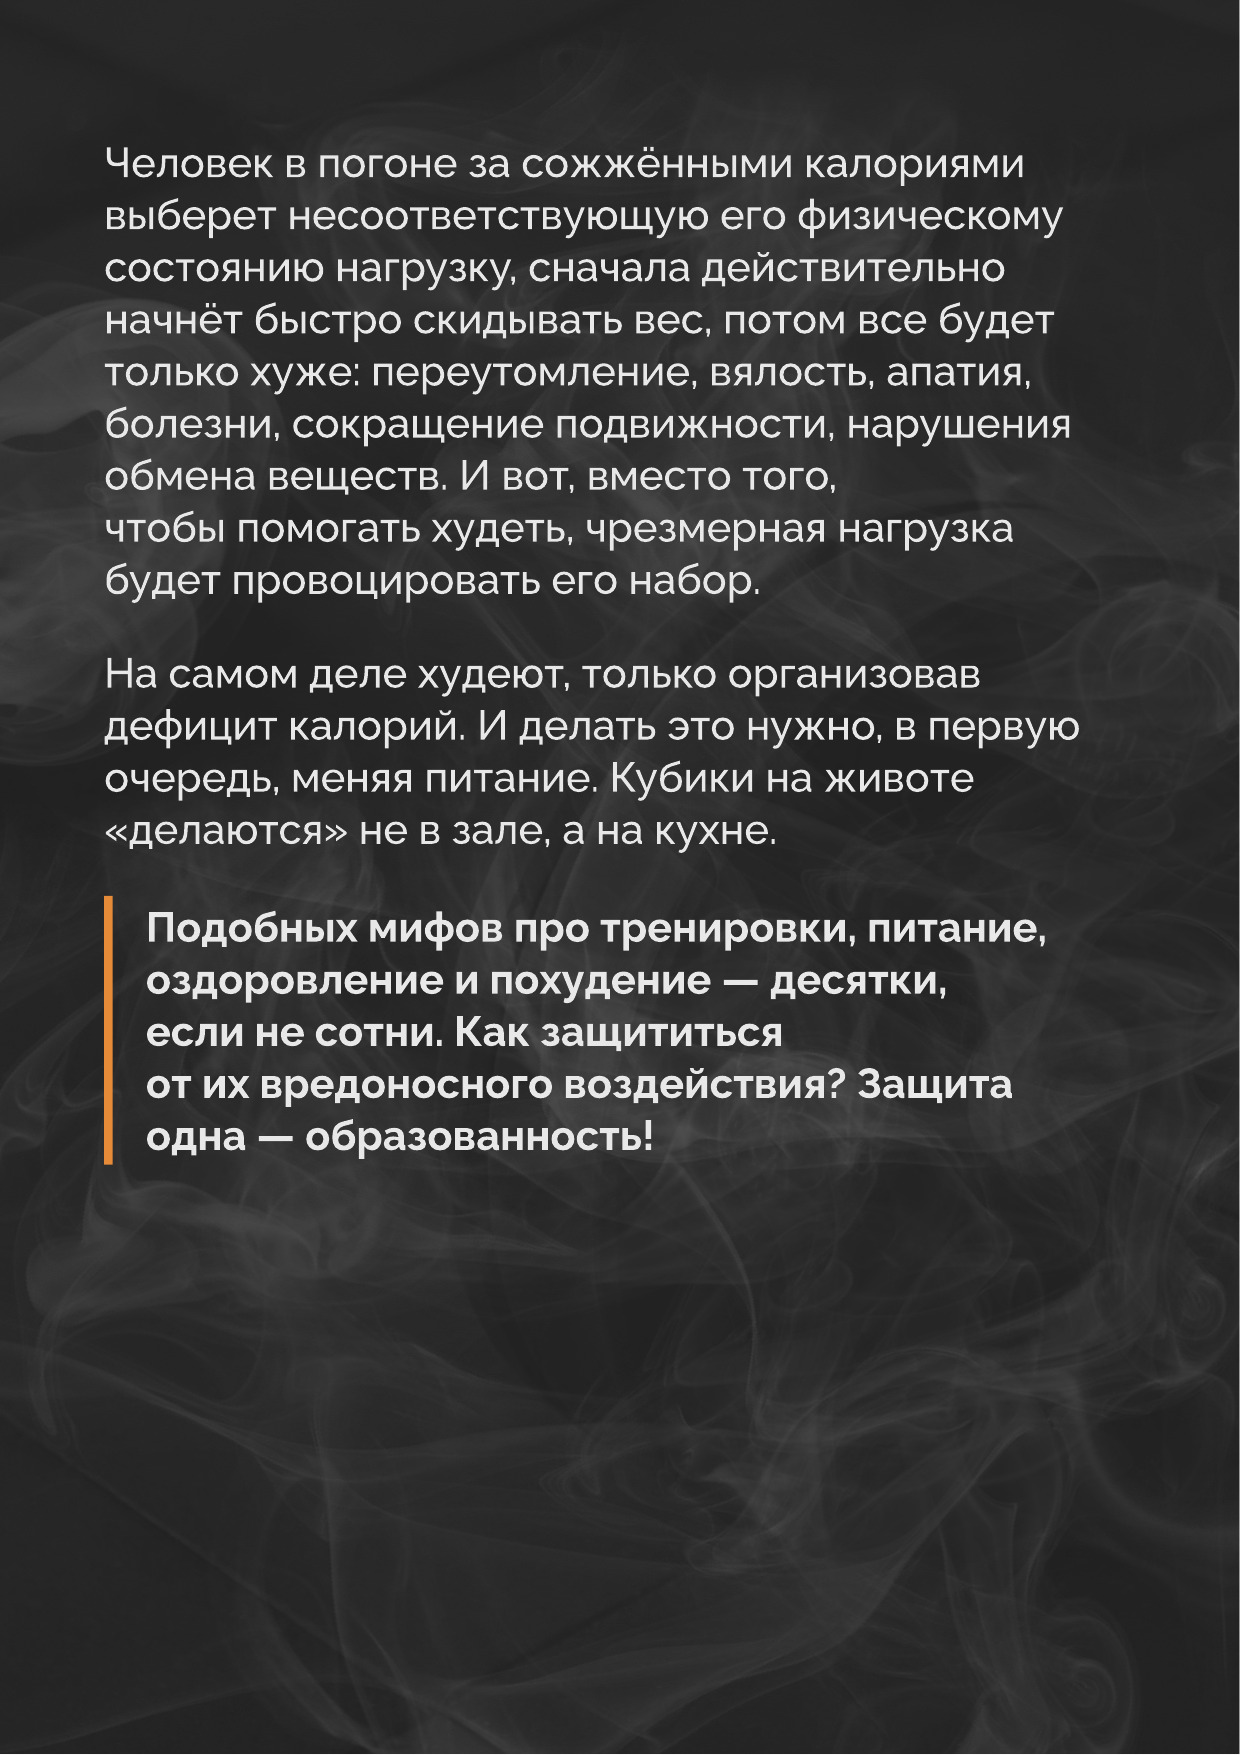 Человек в погоне за сожжёнными калориями
выберет несоответствующую его физическому
состоянию нагрузку, сначала действительно
начнёт быстро скидывать вес, потом все будет
только хуже: переутомление, вялость, апатия,
болезни, сокращение подвижности, нарушения
обмена веществ. И вот, вместо того,
чтобы помогать худеть, чрезмерная нагрузка
будет провоцировать его набор.
На самом деле худеют, только организовав
дефицит калорий. И делать это нужно, в первую
очередь, меняя питание. Кубики на животе
«делаются» не в зале, а на кухне.
Подобных мифов про тренировки, питание,
оздоровление и похудение — десятки,
если не сотни. Как защититься
от их вредоносного воздействия? Защита
одна — образованность!